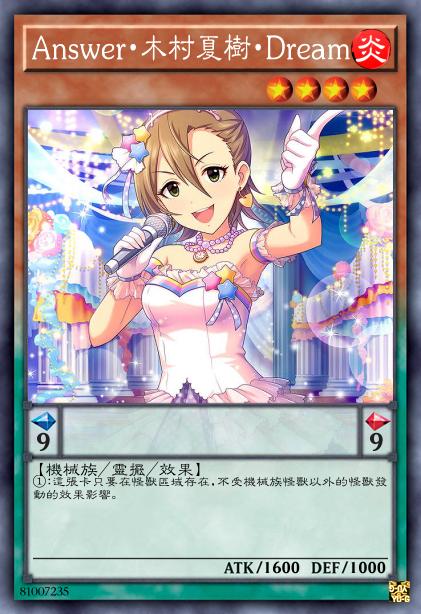 Answer•木村夏樹•Dream
炎
9
9
【機械族／靈擺／效果】
①：這張卡只要在怪獸區域存在，不受機械族怪獸以外的怪獸發
動的效果影響。
ATK/1600 DEF/1000
81007235